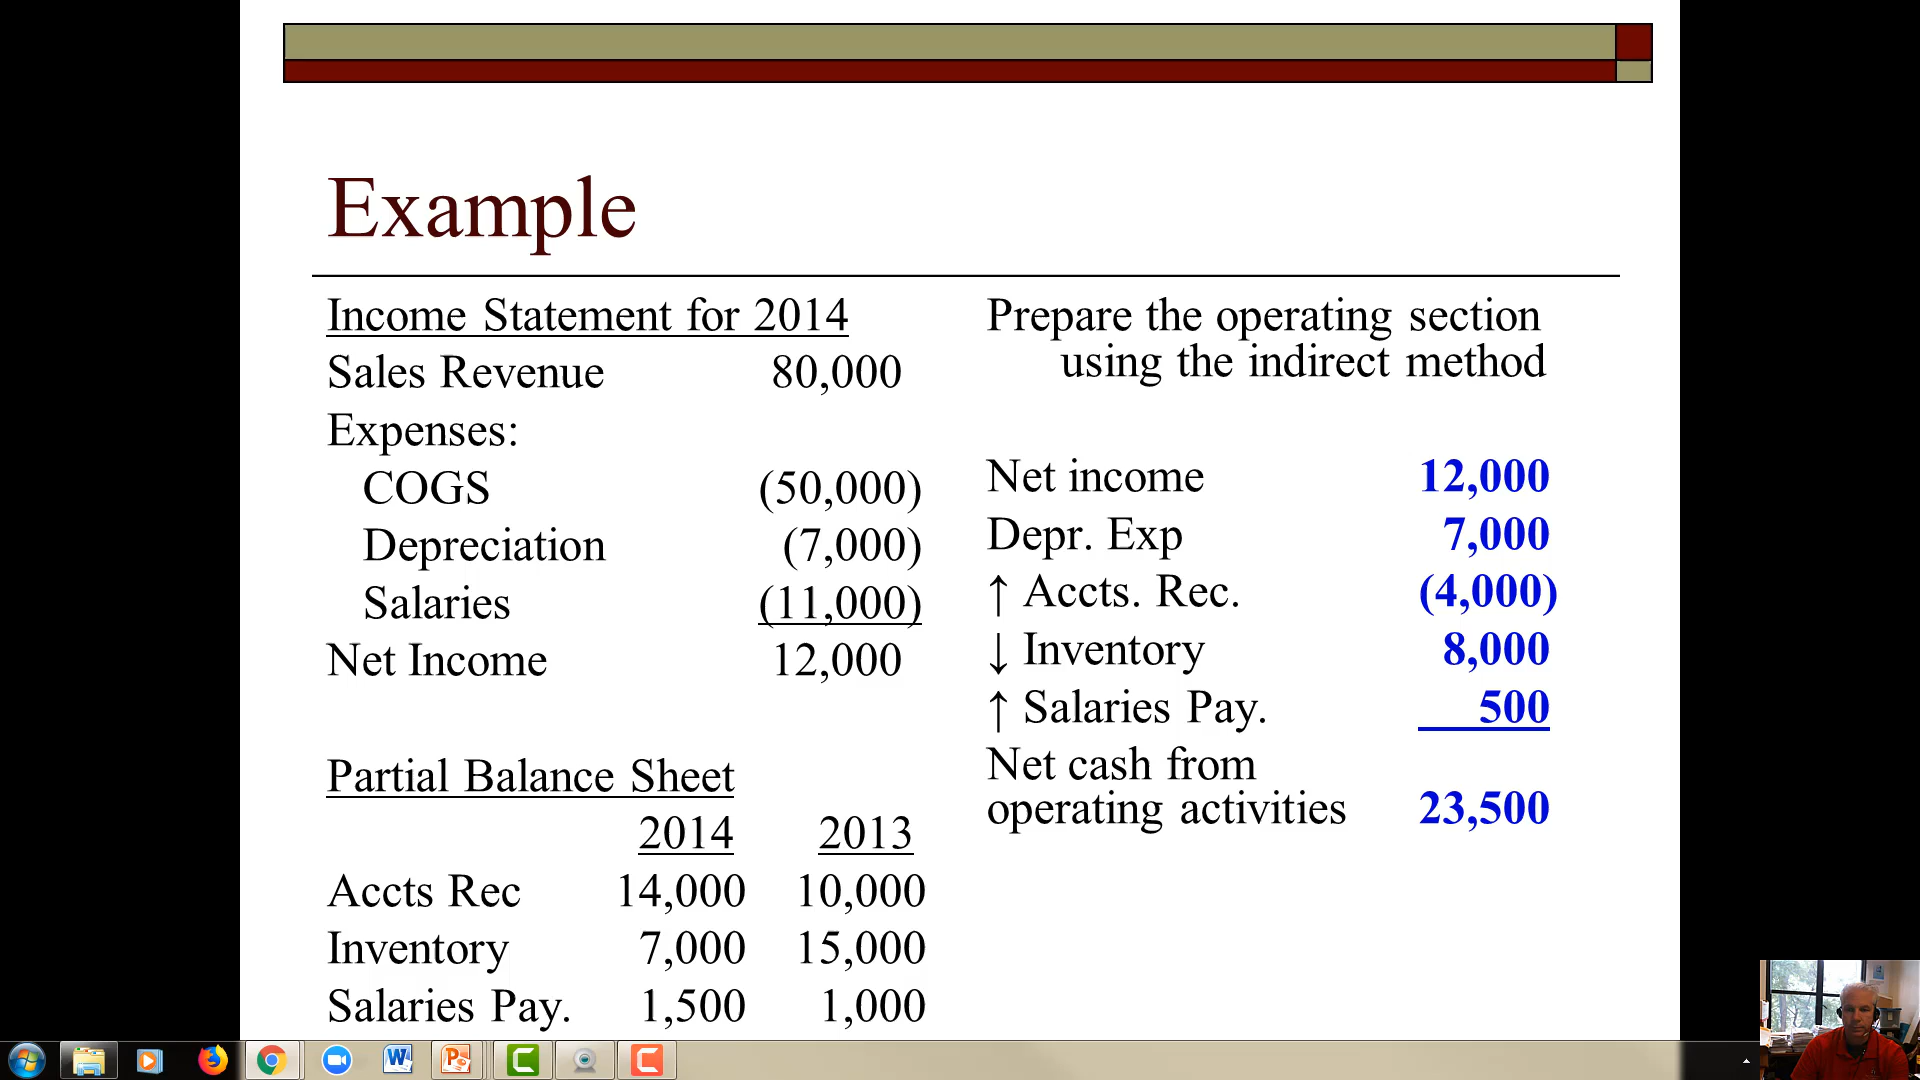 Example
Income Statement for 2014
Sales Revenue 80,000
Expenses:
COGS (50,000)
Depreciation (7,000)
Salaries (11,000)
Net Income 12,000
Partial Balance Sheet
2014 2013
Accts Rec 14,000 10,000
Inventory 7,000 15,000
Salaries Pay. 1,500 1,000
Prepare the operating section
using the indirect method
Net income 12,000
Depr. Exp 7,000
↑ Accts. Rec. (4,000)
↓ Inventory 8,000
↑ Salaries Pay. 500
Net cash from
operating activities 23,500